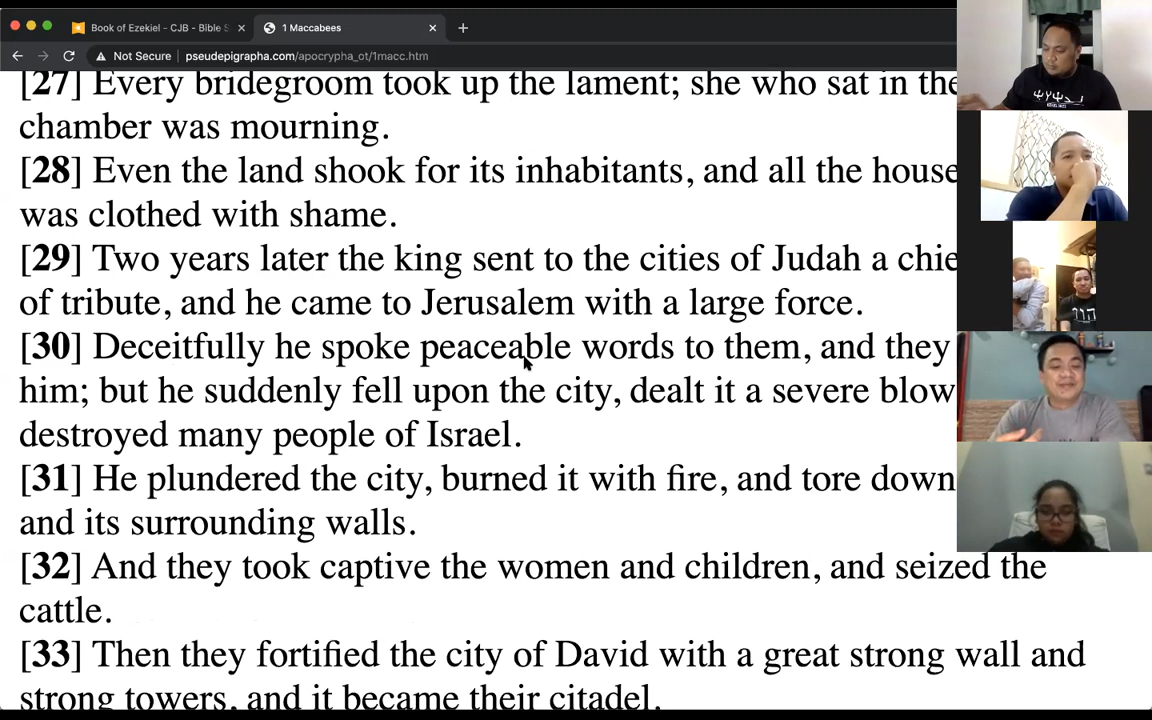 Book of Ezekiel - CJB - Bible S
1 Maccabees
Not Secure
pseudepigrapha.com/apocrypha_ot/1macc.htm
[27] Every bridegroom took up the lament; she who sat in the
chamber was mourning.
[28] Even the land shook for its inhabitants, and all the house
was clothed with shame.
[29] Two years later the king sent to the cities of Judah a chie
of tribute, and he came to Jerusalem with a large force.
[30] Deceitfully he spoke peaceable words to them, and they
him; but he suddenly fell upon the city, dealt it a severe blow
destroyed many people of Israel.
[31] He plundered the city, burned it with fire, and tore down
and its surrounding walls.
[32] And they took captive the women and children, and seized the
cattle.
[33] Then they fortified the city of David with a great strong wall and
strong towers, and it became their citadel.